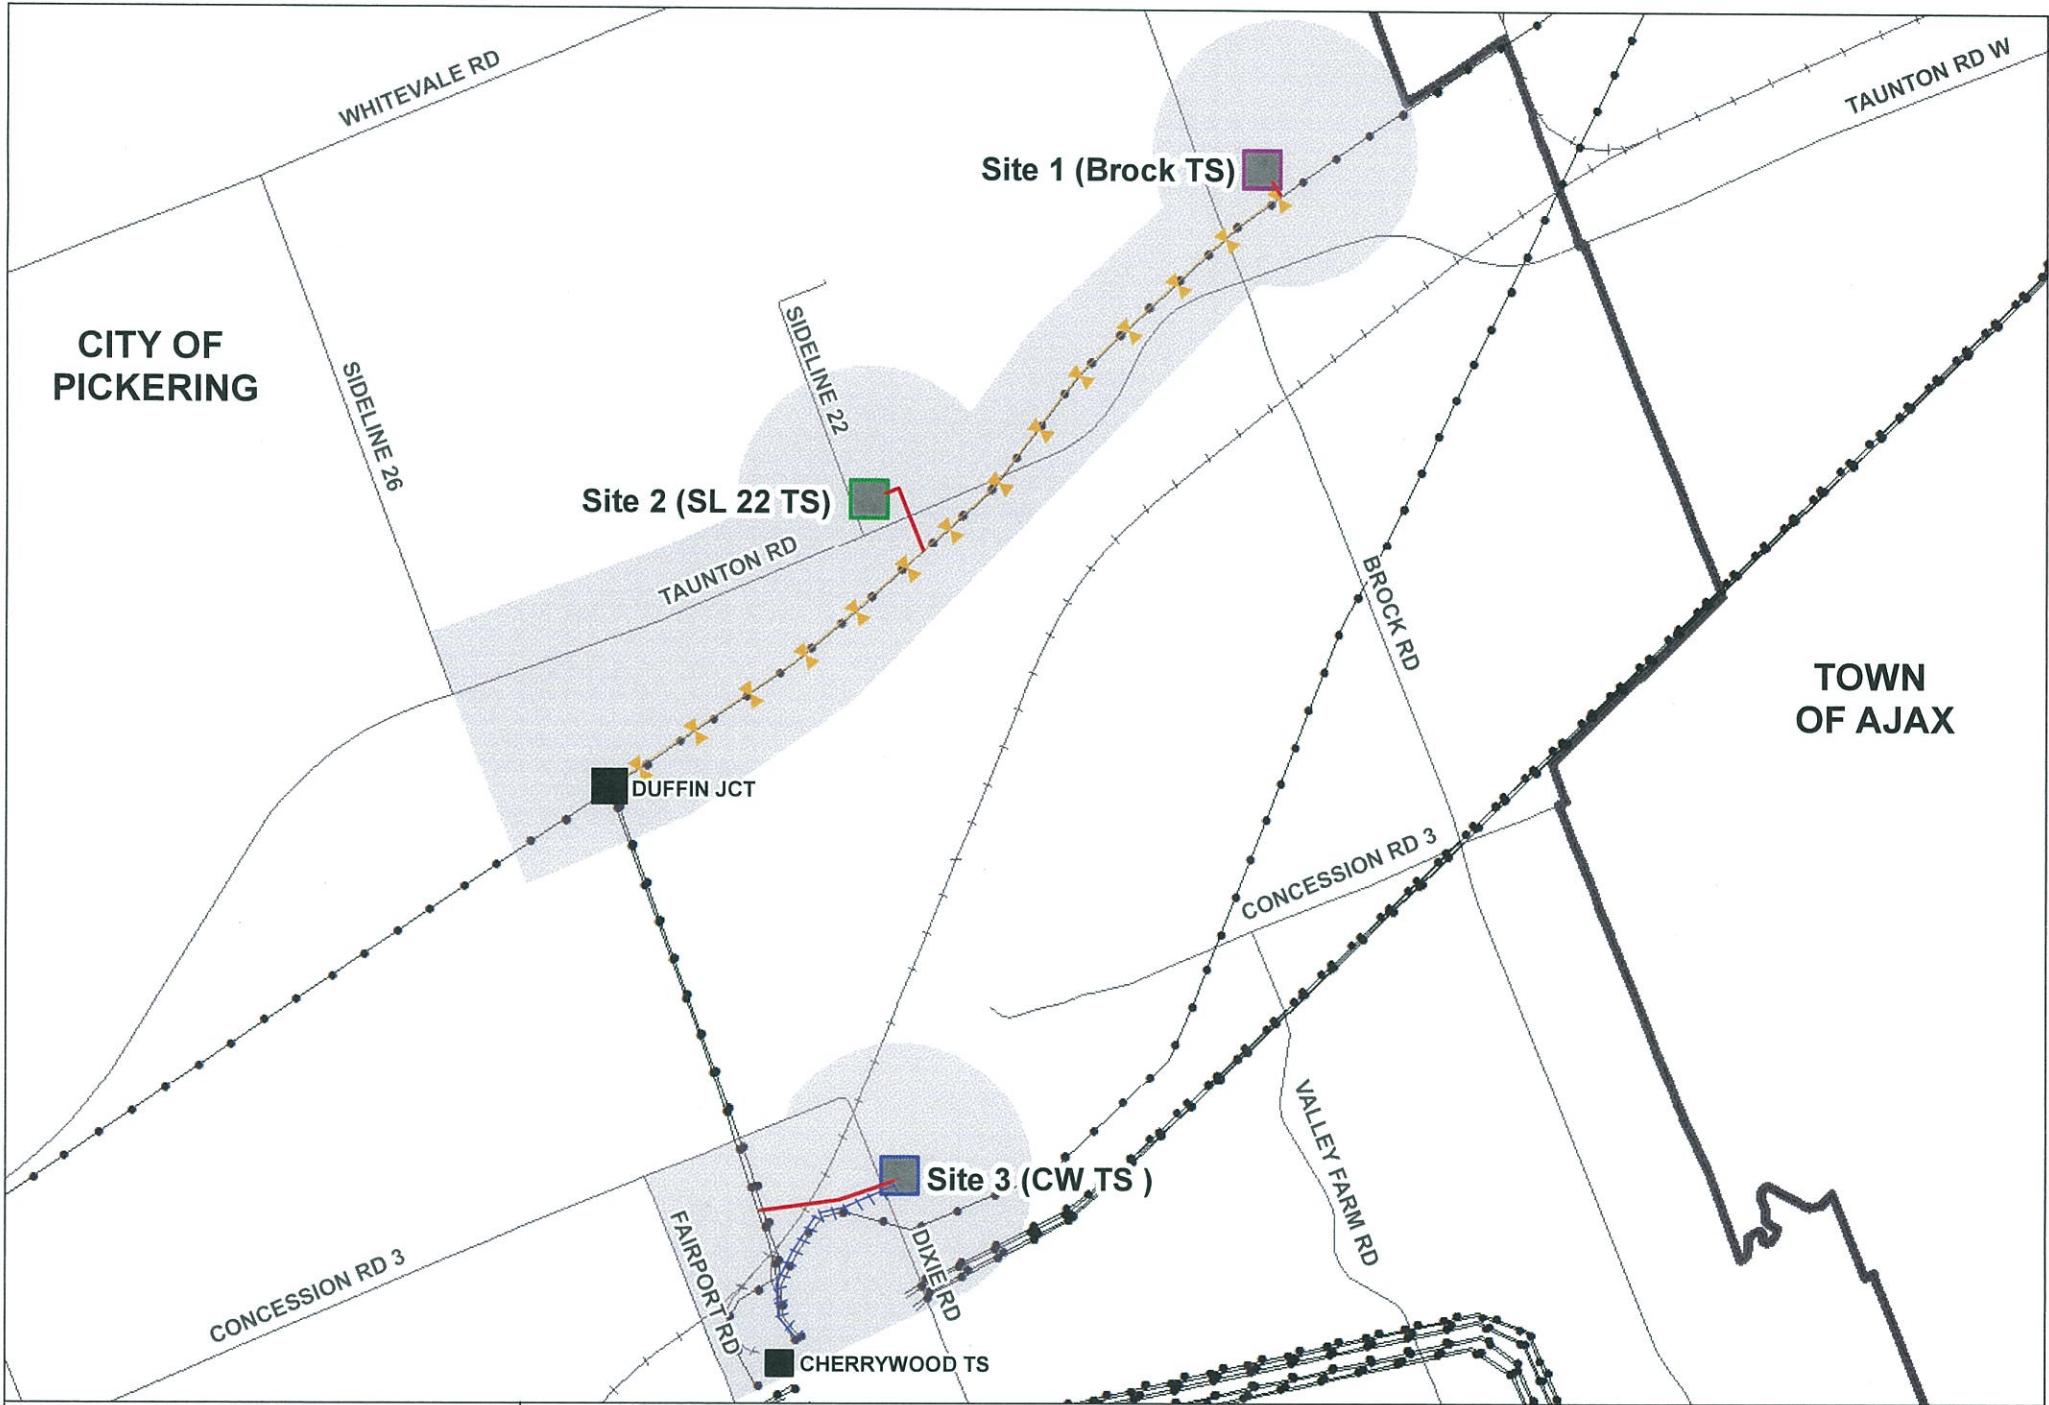 WHITEVALE RD
TAUNTON RD W
Site 1 (Brock TS)
CITY OF
PICKERING
SIDELINE 26
SIDELINE 22
Site 2 (SL 22 TS)
TAUNTON RD
BROCK RD
TOWN
OF AJAX
DUFFIN JCT
CONCESSION RD 3
VALLEY FARM RD
Site 3 (CW TS )
FAIRPORT RD
DIXIE RD
CONCESSION RD 3
CHERRYWOOD TS